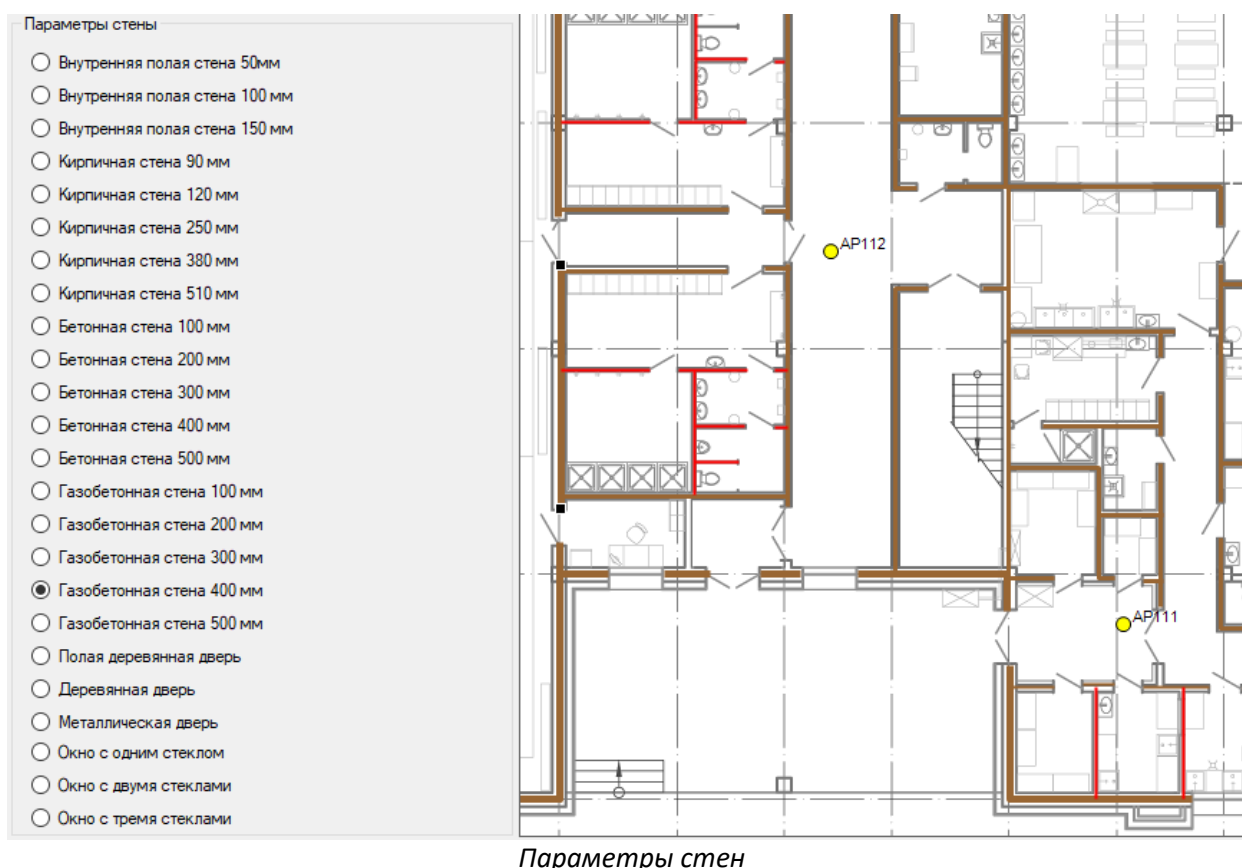 Параметры стены
Внутренняя полая стена 50мм
Внутренняя полая стена 100 мм
Внутренняя полая стена 150 мм
Кирпичная стена 90 мм
Кирпичная стена 120 мм
Кирпичная стена 250 мм
Кирпичная стена 380 мм
Кирпичная стена 510 мм
Бетонная стена 100 мм
Бетонная стена 200 мм
Бетонная стена 300 мм
Бетонная стена 400 мм
Бетонная стена 500 мм
Газобетонная стена 100 мм
Газобетонная стена 200 мм
Газобетонная стена 300 мм
Газобетонная стена 400 мм
Газобетонная стена 500 мм
Полая деревянная дверь
Деревянная дверь
Металлическая дверь
Окно с одним стеклом
Окно с двумя стеклами
Окно с тремя стеклами
AP112
AP111
Параметры стен